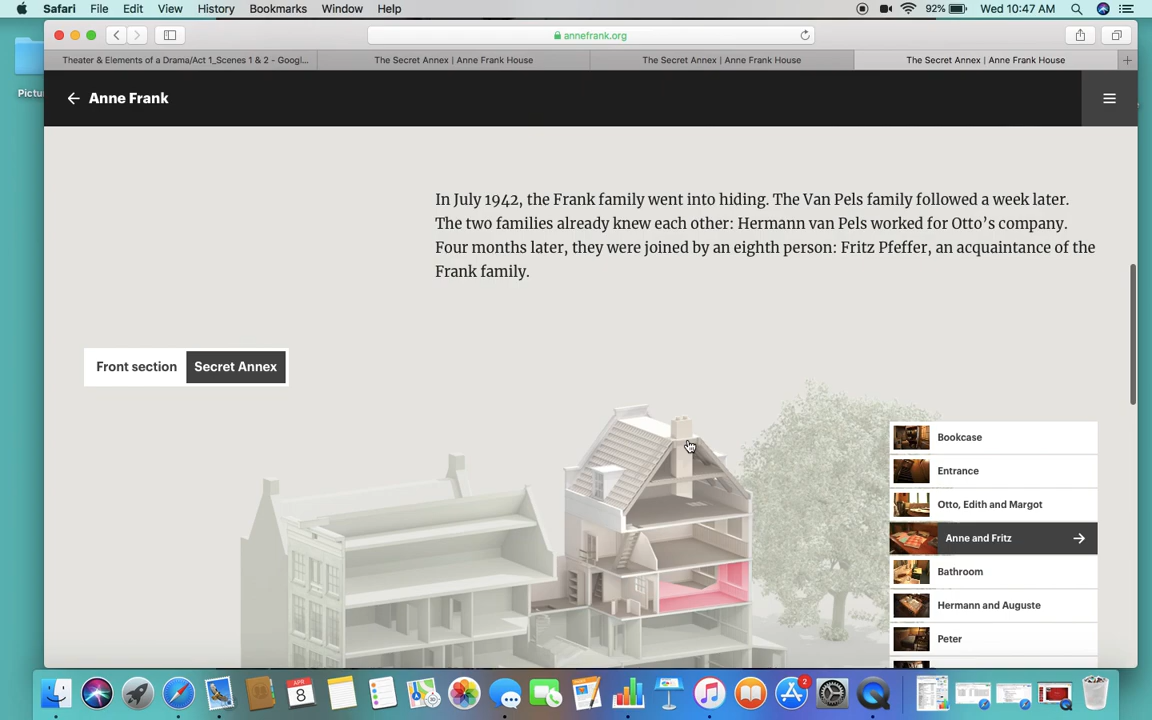 Safari File Edit View History Bookmarks Window Help 92% Wed 10:47 AM
annefrank.org
Theater & Elements of a Drama/Act 1_Scenes 1 & 2 - Googl... The Secret Annex | Anne Frank House The Secret Annex | Anne Frank House The Secret Annex | Anne Frank House
Pictu
Anne Frank
In July 1942, the Frank family went into hiding. The Van Pels family followed a week later.
The two families already knew each other: Hermann van Pels worked for Otto’s company.
Four months later, they were joined by an eighth person: Fritz Pfeffer, an acquaintance of the
Frank family.
Front section Secret Annex
Bookcase
Entrance
Otto, Edith and Margot
Anne and Fritz
Bathroom
Hermann and Auguste
Peter
APR
8
2